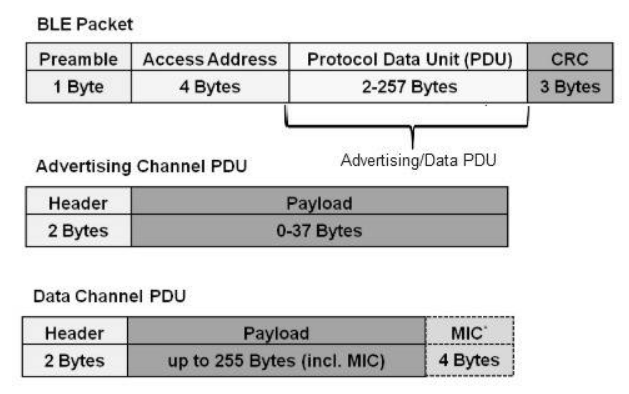 BLE Packet
Preamble Access Address Protocol Data Unit (PDU) CRC
1 Byte 4 Bytes 2-257 Bytes 3 Bytes
Advertising/Data PDU
Advertising Channel PDU
Header Payload
2 Bytes 0-37 Bytes
Data Channel PDU
Header Payload MIC*
2 Bytes up to 255 Bytes (incl. MIC) 4 Bytes